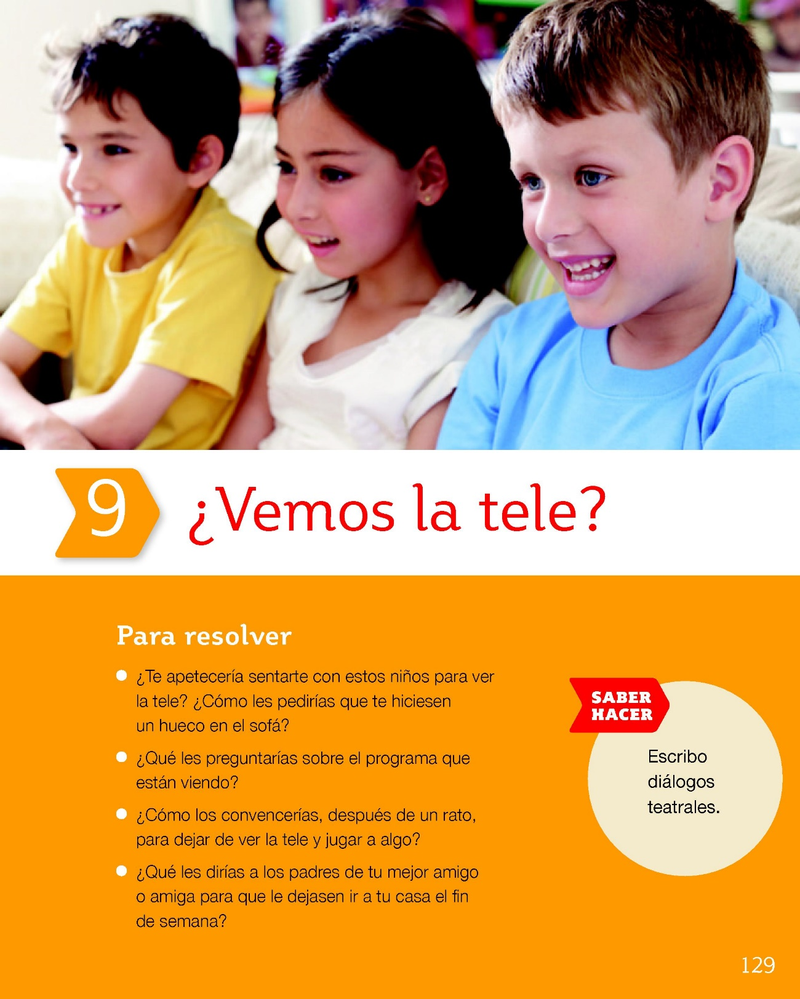 9
¿Vemos la tele?
Para resolver
¿Te apetecería sentarte con estos niños para ver
la tele? ¿Cómo les pedirías que te hiciesen
un hueco en el sofá?
¿Qué les preguntarías sobre el programa que
están viendo?
¿Cómo los convencerías, después de un rato,
para dejar de ver la tele y jugar a algo?
¿Qué les dirías a los padres de tu mejor amigo
o amiga para que le dejasen ir a tu casa el fin
de semana?
SABER
HACER
Escribo
diálogos
teatrales.
129